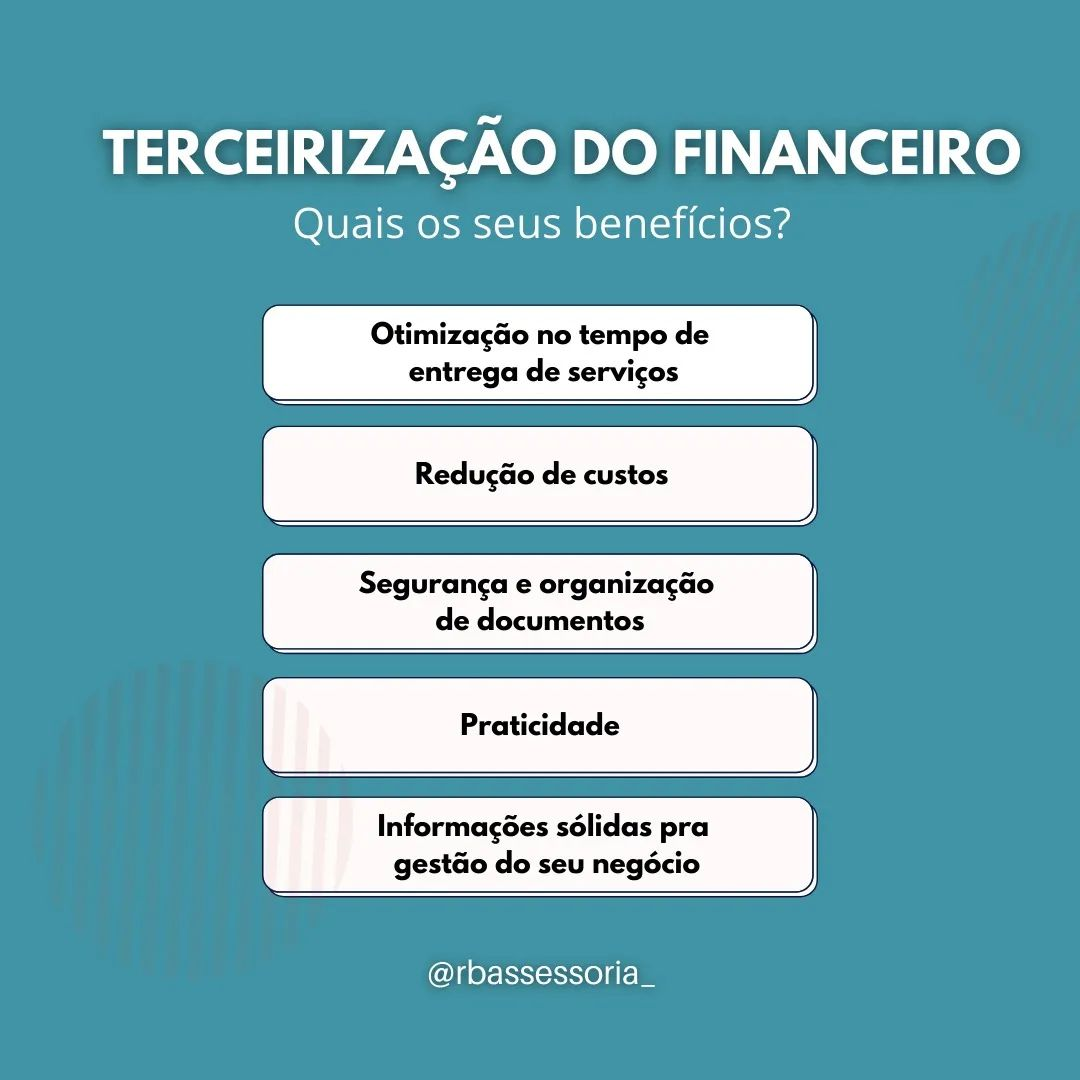 TERCEIRIZAÇÃO DO FINANCEIRO
Quais os seus benefícios?
Otimização no tempo de
entrega de serviços
Redução de custos
Segurança e organização
de documentos
Praticidade
Informações sólidas pra
gestão do seu negócio
@rbassessoria_